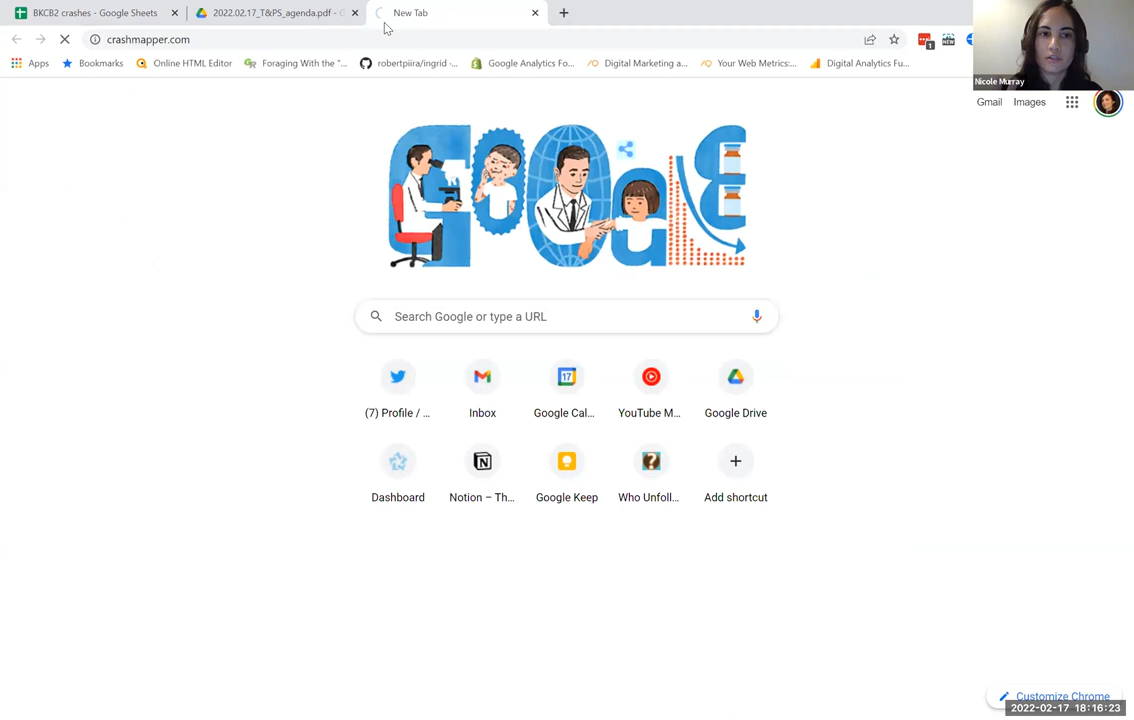 BKCB2 crashes - Google Sheets
2022.02.17_T&PS_agenda.pdf - G
New Tab
crashmapper.com
Apps
Bookmarks
Online HTML Editor
Foraging With the "...
robertpiira/ingrid -...
Google Analytics Fo...
Digital Marketing a...
Your Web Metrics:...
Digital Analytics Fu...
1
NEW
Nicole Murray
Gmail
Images
Search Google or type a URL
17
(7) Profile / ...
Inbox
Google Cal...
YouTube M...
Google Drive
Dashboard
Notion – Th...
Google Keep
Who Unfoll...
Add shortcut
Customize Chrome
2022-02-17 18:16:23